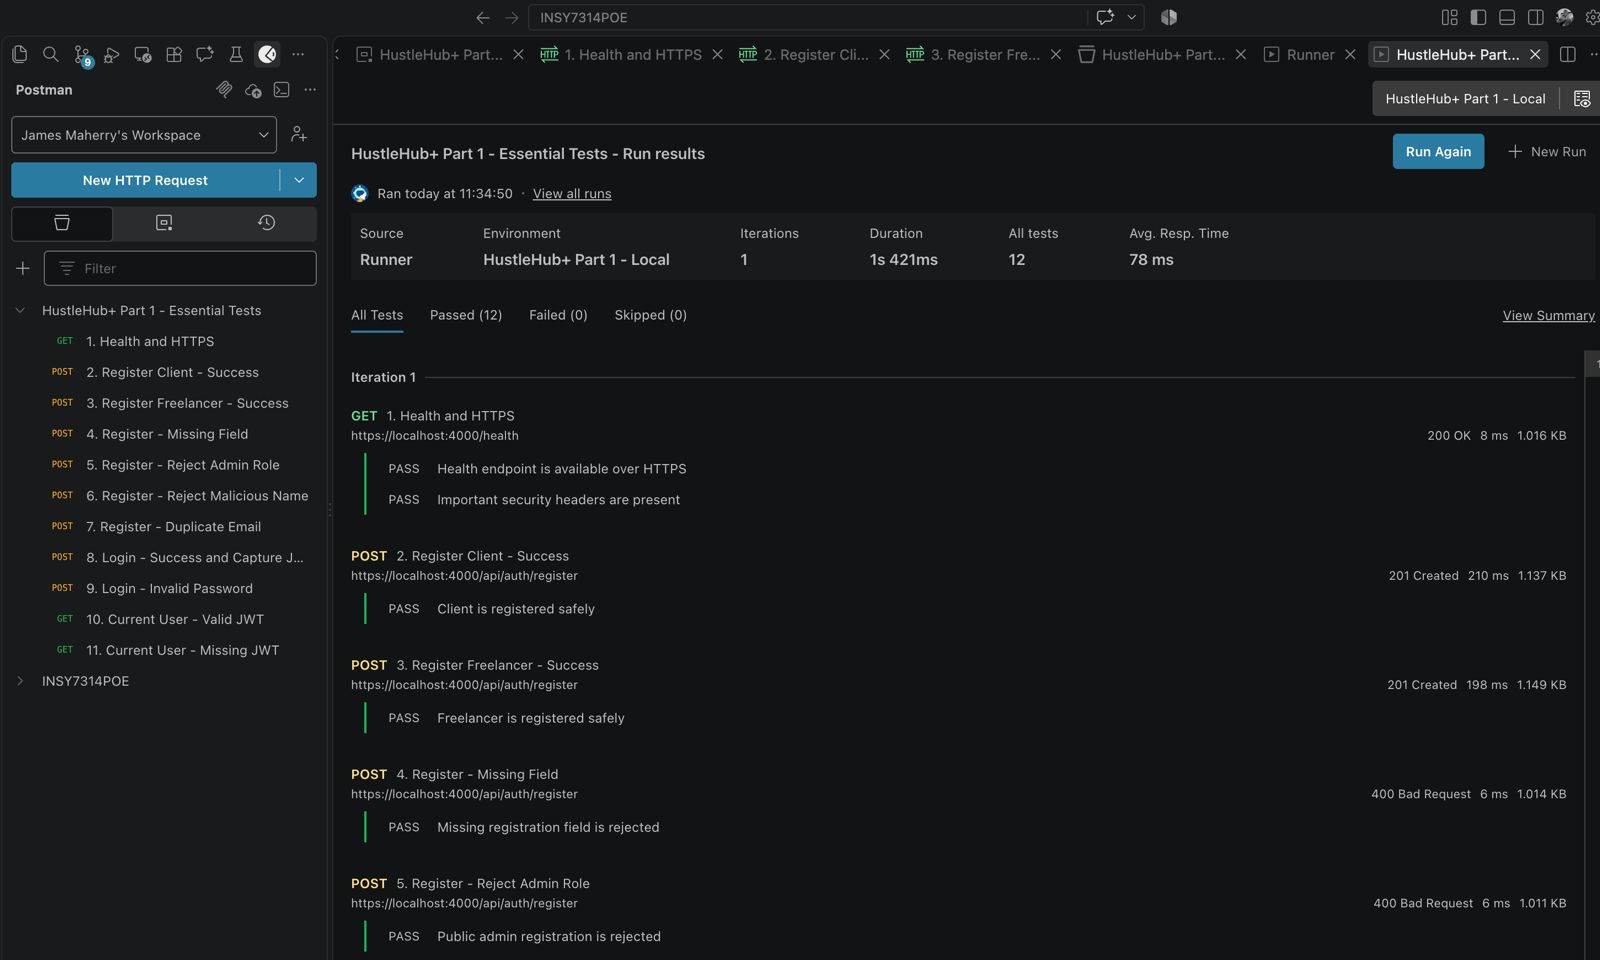 INSY7314POE
9
HustleHub+ Part...
HTTP 1. Health and HTTPS
HTTP 2. Register Cli...
HTTP 3. Register Fre...
HustleHub+ Part...
Runner
HustleHub+ Part...
Postman
HustleHub+ Part 1 - Local
James Maherry's Workspace
New HTTP Request
Filter
HustleHub+ Part 1 - Essential Tests
GET 1. Health and HTTPS
POST 2. Register Client - Success
POST 3. Register Freelancer - Success
POST 4. Register - Missing Field
POST 5. Register - Reject Admin Role
POST 6. Register - Reject Malicious Name
POST 7. Register - Duplicate Email
POST 8. Login - Success and Capture J...
POST 9. Login - Invalid Password
GET 10. Current User - Valid JWT
GET 11. Current User - Missing JWT
INSY7314POE
HustleHub+ Part 1 - Essential Tests - Run results
Run Again
New Run
Ran today at 11:34:50 · View all runs
Source Environment Iterations Duration All tests Avg. Resp. Time
Runner HustleHub+ Part 1 - Local 1 1s 421ms 12 78 ms
All Tests Passed (12) Failed (0) Skipped (0) View Summary
Iteration 1
1
GET 1. Health and HTTPS
https://localhost:4000/health 200 OK 8 ms 1.016 KB
PASS Health endpoint is available over HTTPS
PASS Important security headers are present
POST 2. Register Client - Success
https://localhost:4000/api/auth/register 201 Created 210 ms 1.137 KB
PASS Client is registered safely
POST 3. Register Freelancer - Success
https://localhost:4000/api/auth/register 201 Created 198 ms 1.149 KB
PASS Freelancer is registered safely
POST 4. Register - Missing Field
https://localhost:4000/api/auth/register 400 Bad Request 6 ms 1.014 KB
PASS Missing registration field is rejected
POST 5. Register - Reject Admin Role
https://localhost:4000/api/auth/register 400 Bad Request 6 ms 1.011 KB
PASS Public admin registration is rejected